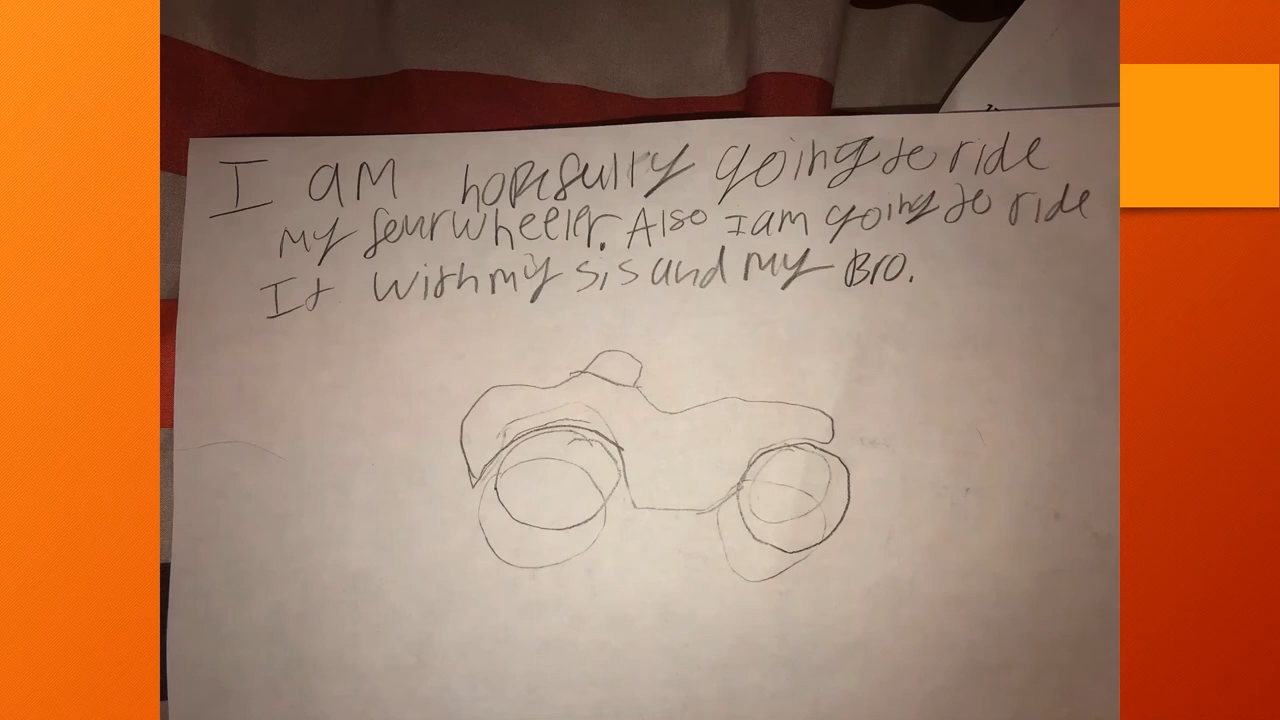 I am hopefully going to ride
my fourwheeler. Also I am going to ride
It with my sis and my Bro.